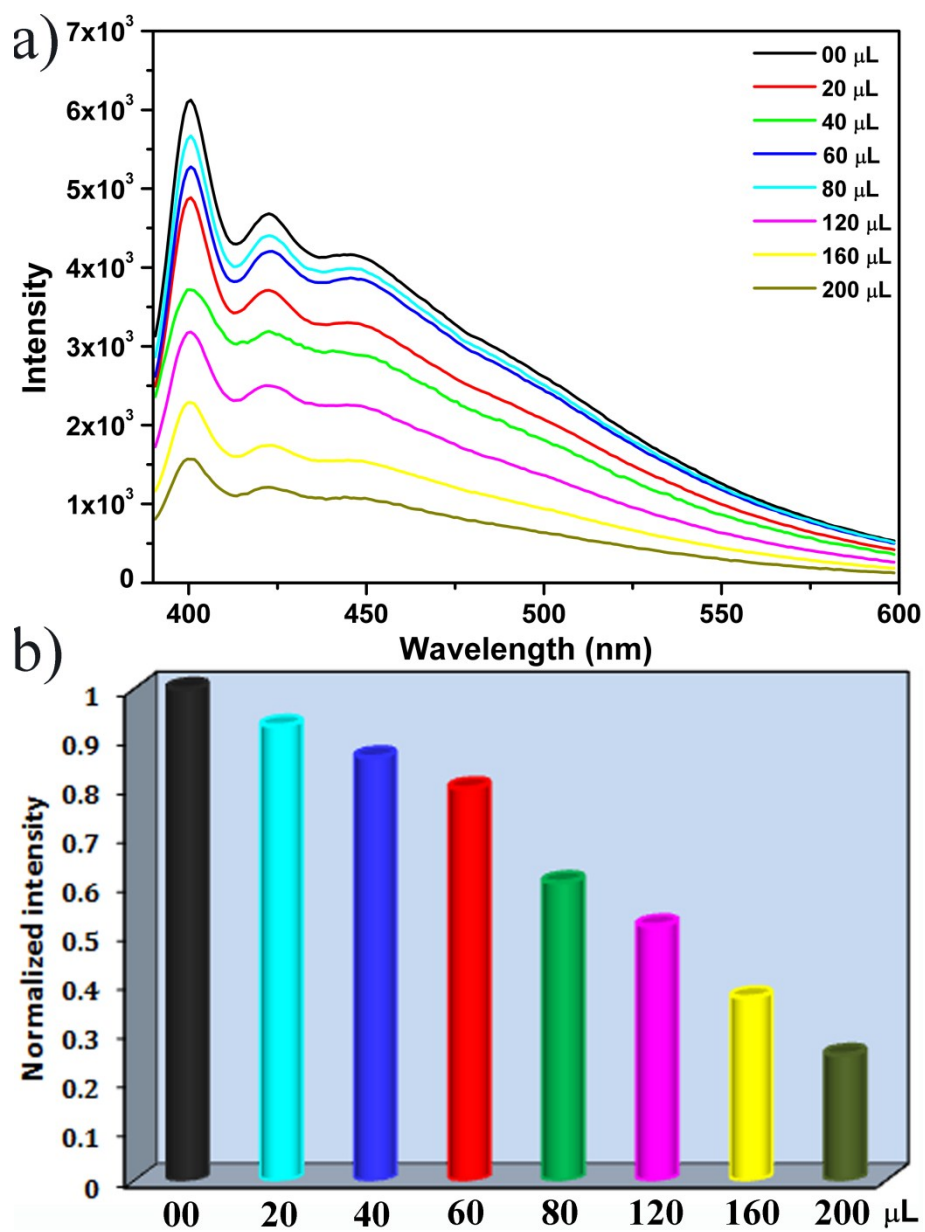 a)
7x10³
6x10³
5x10³
4x10³
3x10³
2x10³
1x10³
0
Intensity
00 μL
20 μL
40 μL
60 μL
80 μL
120 μL
160 μL
200 μL
400 450 500 550 600
Wavelength (nm)
b)
1
0.9
0.8
0.7
0.6
0.5
0.4
0.3
0.2
0.1
0
Normalized intensity
00 20 40 60 80 120 160 200 μL